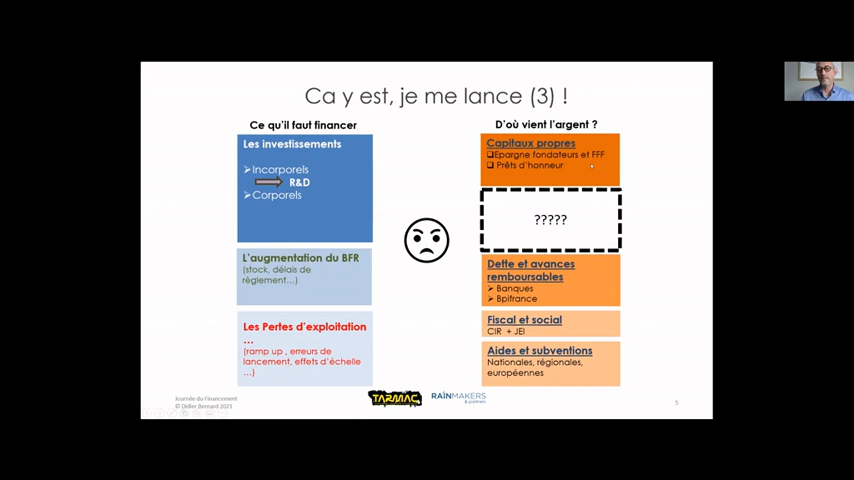 Ca y est, je me lance (3) !
Ce qu'il faut financer
Les investissements
Incorporels
R&D
Corporels
L'augmentation du BFR
(stock, délais de
règlement…)
Les Pertes d'exploitation
…
(ramp up , erreurs de
lancement, effets d'échelle
…)
D'où vient l'argent ?
Capitaux propres
Epargne fondateurs et FFF
Prêts d'honneur
?????
Dette et avances
remboursables
Banques
Bpifrance
Fiscal et social
CIR + JEI
Aides et subventions
Nationales, régionales,
européennes
Journée du Financement
© Didier Bernard 2021
TARMAC
RAINMAKERS
& partners
5